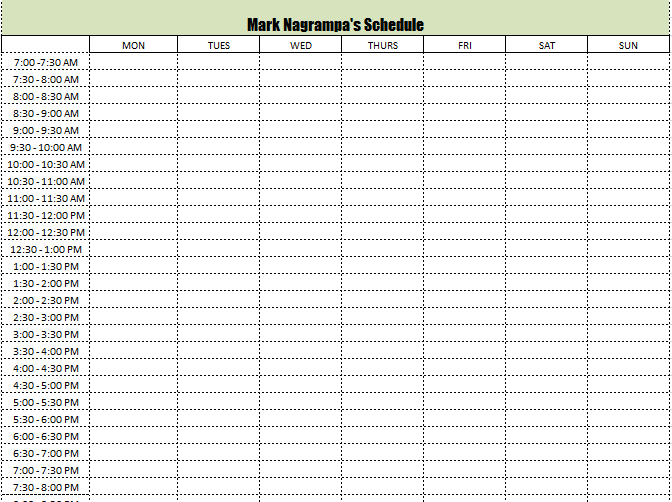 Mark Nagrampa's Schedule
MON TUES WED THURS FRI SAT SUN
7:00 -7:30 AM
7:30 - 8:00 AM
8:00 - 8:30 AM
8:30 - 9:00 AM
9:00 - 9:30 AM
9:30 - 10:00 AM
10:00 - 10:30 AM
10:30 - 11:00 AM
11:00 - 11:30 AM
11:30 - 12:00 PM
12:00 - 12:30 PM
12:30 - 1:00 PM
1:00 - 1:30 PM
1:30 - 2:00 PM
2:00 - 2:30 PM
2:30 - 3:00 PM
3:00 - 3:30 PM
3:30 - 4:00 PM
4:00 - 4:30 PM
4:30 - 5:00 PM
5:00 - 5:30 PM
5:30 - 6:00 PM
6:00 - 6:30 PM
6:30 - 7:00 PM
7:00 - 7:30 PM
7:30 - 8:00 PM